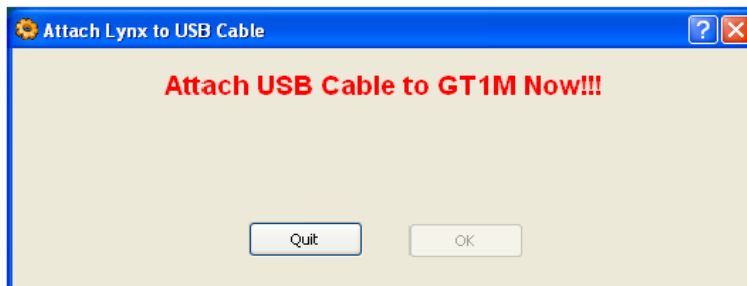 Attach Lynx to USB Cable
Attach USB Cable to GT1M Now!!!
Quit OK